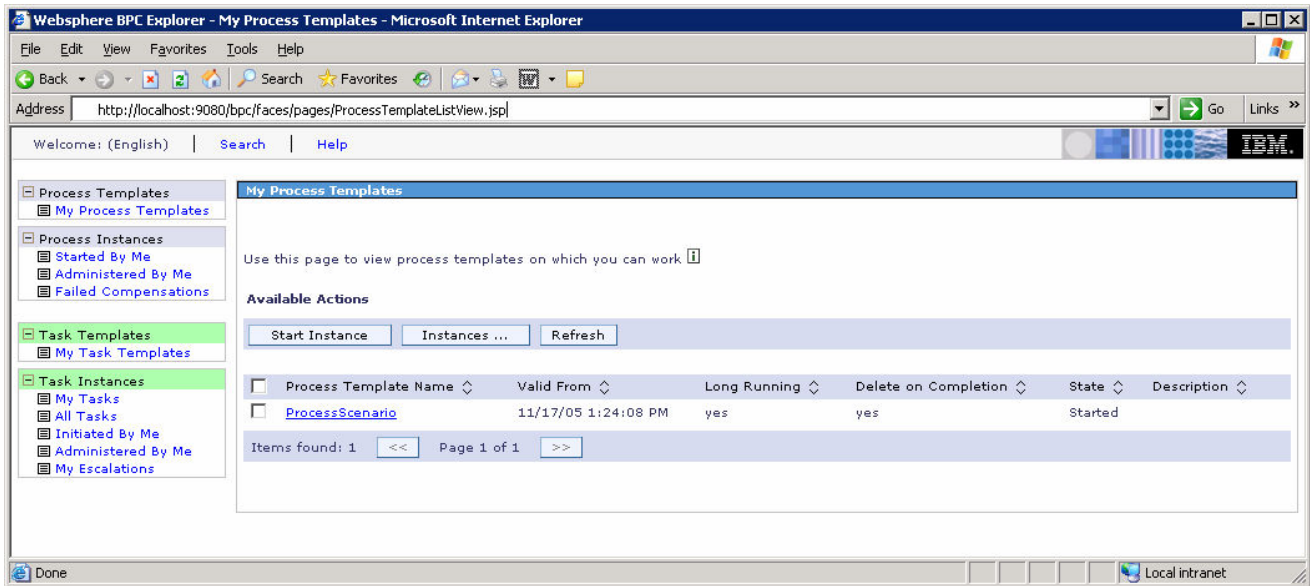 Websphere BPC Explorer - My Process Templates - Microsoft Internet Explorer
File Edit View Favorites Tools Help
Back Search Favorites
Address http://localhost:9080/bpc/faces/pages/ProcessTemplateListView.jsp Go Links »
Welcome: (English) | Search | Help IBM.
Process Templates
My Process Templates
Process Instances
Started By Me
Administered By Me
Failed Compensations
Task Templates
My Task Templates
Task Instances
My Tasks
All Tasks
Initiated By Me
Administered By Me
My Escalations
My Process Templates
Use this page to view process templates on which you can work i
Available Actions
Start Instance Instances ... Refresh
Process Template Name Valid From Long Running Delete on Completion State Description
ProcessScenario 11/17/05 1:24:08 PM yes yes Started
Items found: 1 << Page 1 of 1 >>
Done Local intranet